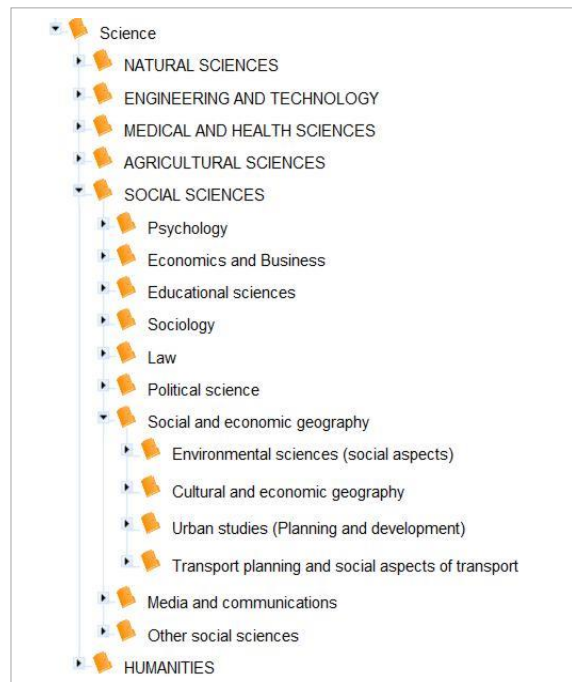 Science
NATURAL SCIENCES
ENGINEERING AND TECHNOLOGY
MEDICAL AND HEALTH SCIENCES
AGRICULTURAL SCIENCES
SOCIAL SCIENCES
Psychology
Economics and Business
Educational sciences
Sociology
Law
Political science
Social and economic geography
Environmental sciences (social aspects)
Cultural and economic geography
Urban studies (Planning and development)
Transport planning and social aspects of transport
Media and communications
Other social sciences
HUMANITIES